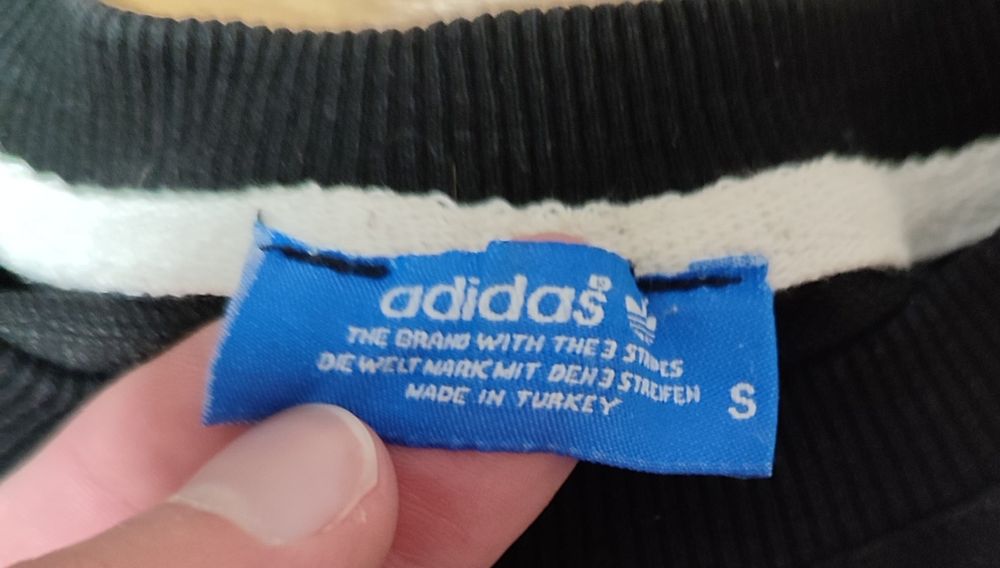 adidas®
THE BRAND WITH THE 3 STRIPES
DIE WELTMARKE MIT DEN 3 STREIFEN
MADE IN TURKEY
S